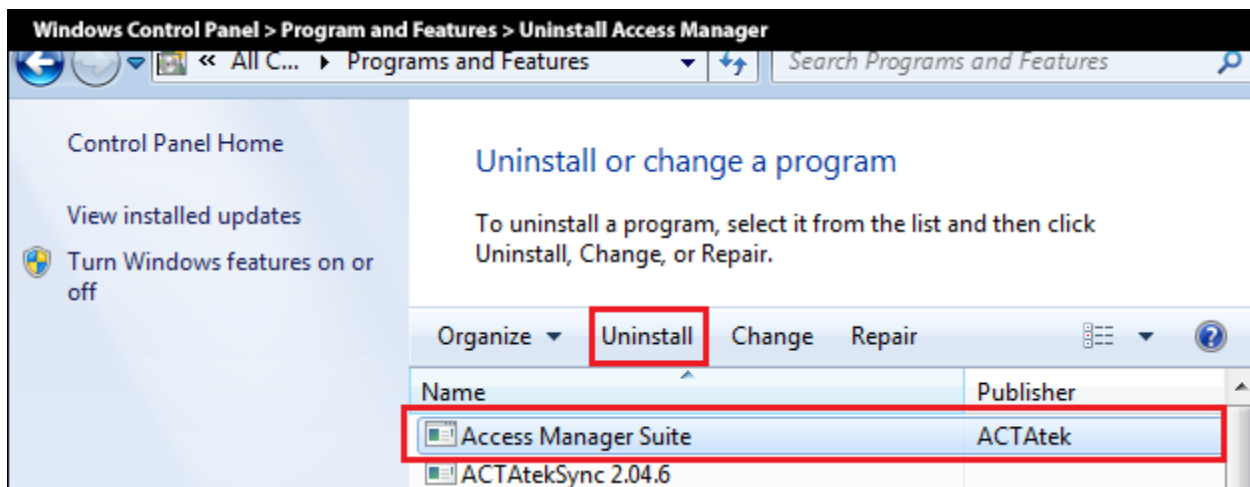 Windows Control Panel > Program and Features > Uninstall Access Manager
« All C... ▸ Programs and Features
Search Programs and Features
Control Panel Home
View installed updates
Turn Windows features on or
off
Uninstall or change a program
To uninstall a program, select it from the list and then click
Uninstall, Change, or Repair.
Organize Uninstall Change Repair
Name Publisher
Access Manager Suite ACTAtek
ACTAtekSync 2.04.6